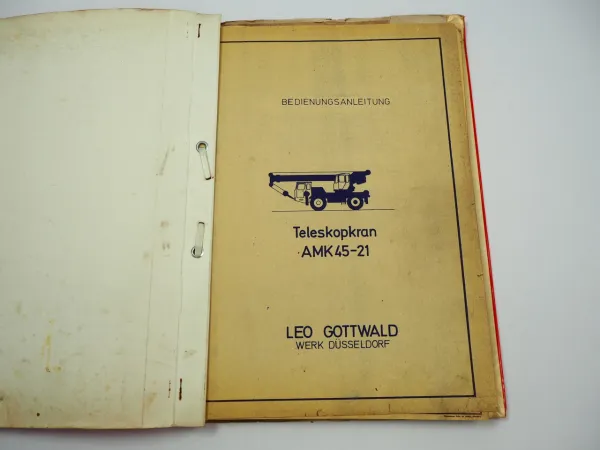 BEDIENUNGSANLEITUNG
Teleskopkran
AMK 45-21
LEO GOTTWALD
WERK DÜSSELDORF